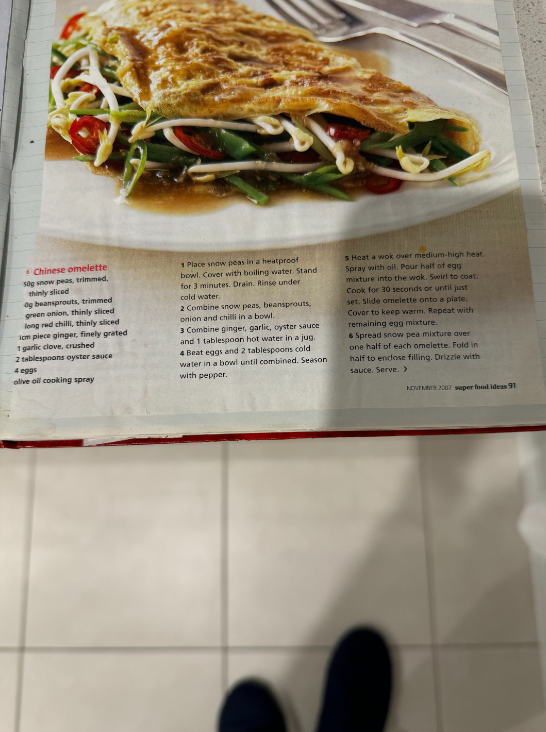 Chinese omelette
50g snow peas, trimmed,
thinly sliced
0g beansprouts, trimmed
green onion, thinly sliced
long red chilli, thinly sliced
1cm piece ginger, finely grated
1 garlic clove, crushed
2 tablespoons oyster sauce
4 eggs
olive oil cooking spray
1 Place snow peas in a heatproof
bowl. Cover with boiling water. Stand
for 3 minutes. Drain. Rinse under
cold water.
2 Combine snow peas, beansprouts,
onion and chilli in a bowl.
3 Combine ginger, garlic, oyster sauce
and 1 tablespoon hot water in a jug.
4 Beat eggs and 2 tablespoons cold
water in a bowl until combined. Season
with pepper.
5 Heat a wok over medium-high heat.
Spray with oil. Pour half of egg
mixture into the wok. Swirl to coat.
Cook for 30 seconds or until just
set. Slide omelette onto a plate.
Cover to keep warm. Repeat with
remaining egg mixture.
6 Spread snow pea mixture over
one half of each omelette. Fold in
half to enclose filling. Drizzle with
sauce. Serve. >
NOVEMBER 2007 super food ideas 91